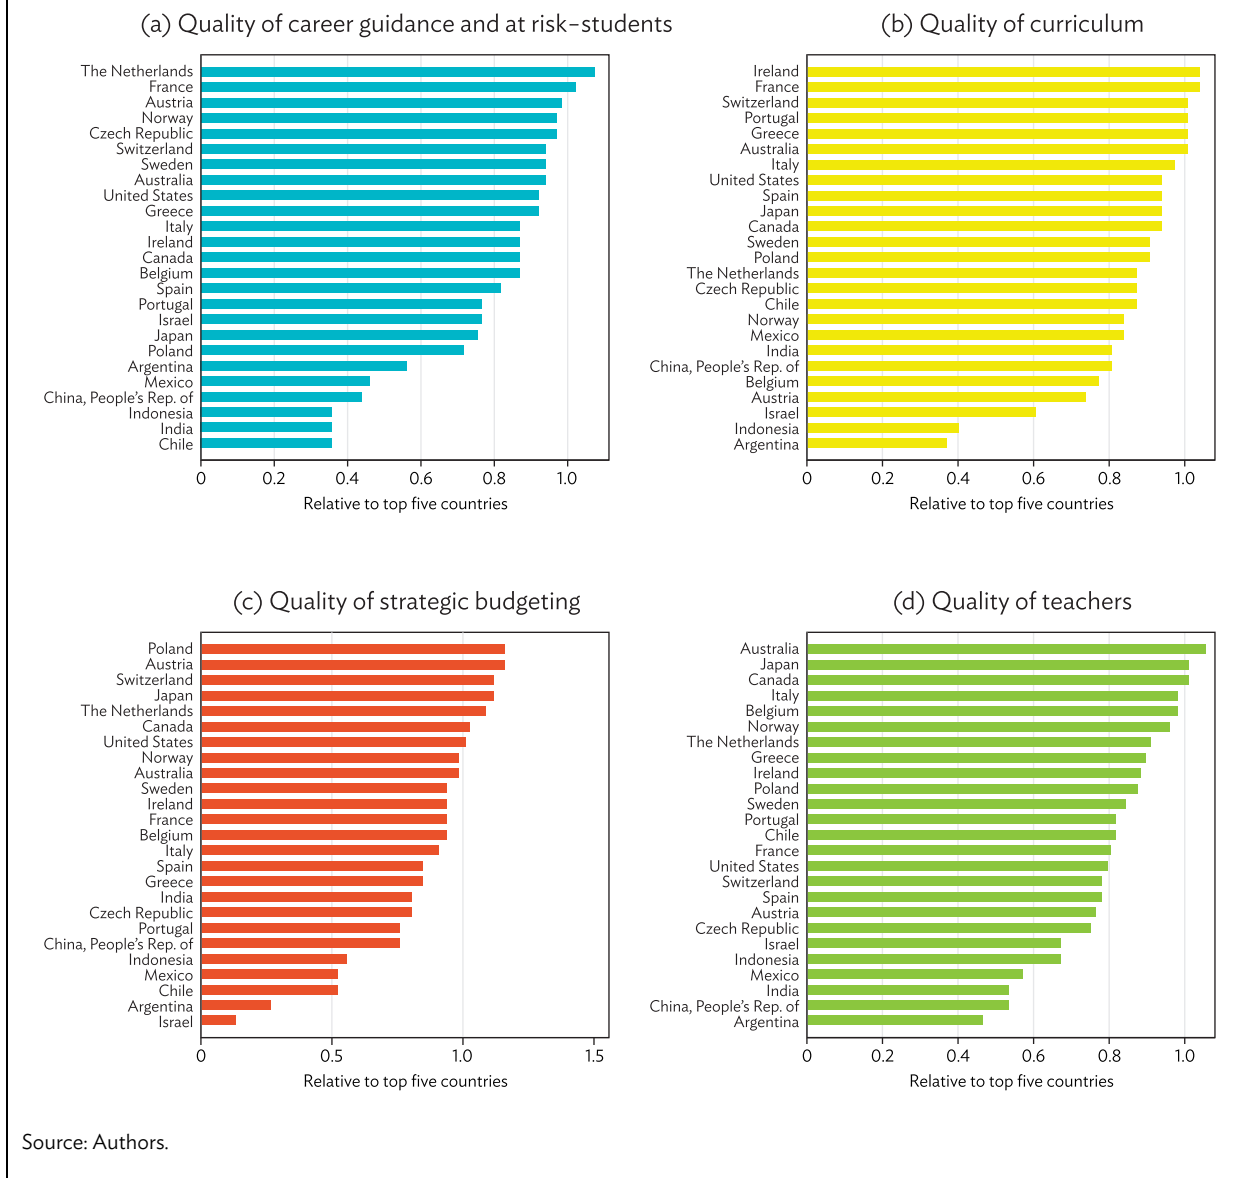 (a) Quality of career guidance and at risk–students
The Netherlands
France
Austria
Norway
Czech Republic
Switzerland
Sweden
Australia
United States
Greece
Italy
Ireland
Canada
Belgium
Spain
Portugal
Israel
Japan
Poland
Argentina
Mexico
China, People’s Rep. of
Indonesia
India
Chile
0 0.2 0.4 0.6 0.8 1.0
Relative to top five countries
(b) Quality of curriculum
Ireland
France
Switzerland
Portugal
Greece
Australia
Italy
United States
Spain
Japan
Canada
Sweden
Poland
The Netherlands
Czech Republic
Chile
Norway
Mexico
India
China, People’s Rep. of
Belgium
Austria
Israel
Indonesia
Argentina
0 0.2 0.4 0.6 0.8 1.0
Relative to top five countries
(c) Quality of strategic budgeting
Poland
Austria
Switzerland
Japan
The Netherlands
Canada
United States
Norway
Australia
Sweden
Ireland
France
Belgium
Italy
Spain
Greece
India
Czech Republic
Portugal
China, People’s Rep. of
Indonesia
Mexico
Chile
Argentina
Israel
0 0.5 1.0 1.5
Relative to top five countries
(d) Quality of teachers
Australia
Japan
Canada
Italy
Belgium
Norway
The Netherlands
Greece
Ireland
Poland
Sweden
Portugal
Chile
France
United States
Switzerland
Spain
Austria
Czech Republic
Israel
Indonesia
Mexico
India
China, People’s Rep. of
Argentina
0 0.2 0.4 0.6 0.8 1.0
Relative to top five countries
Source: Authors.